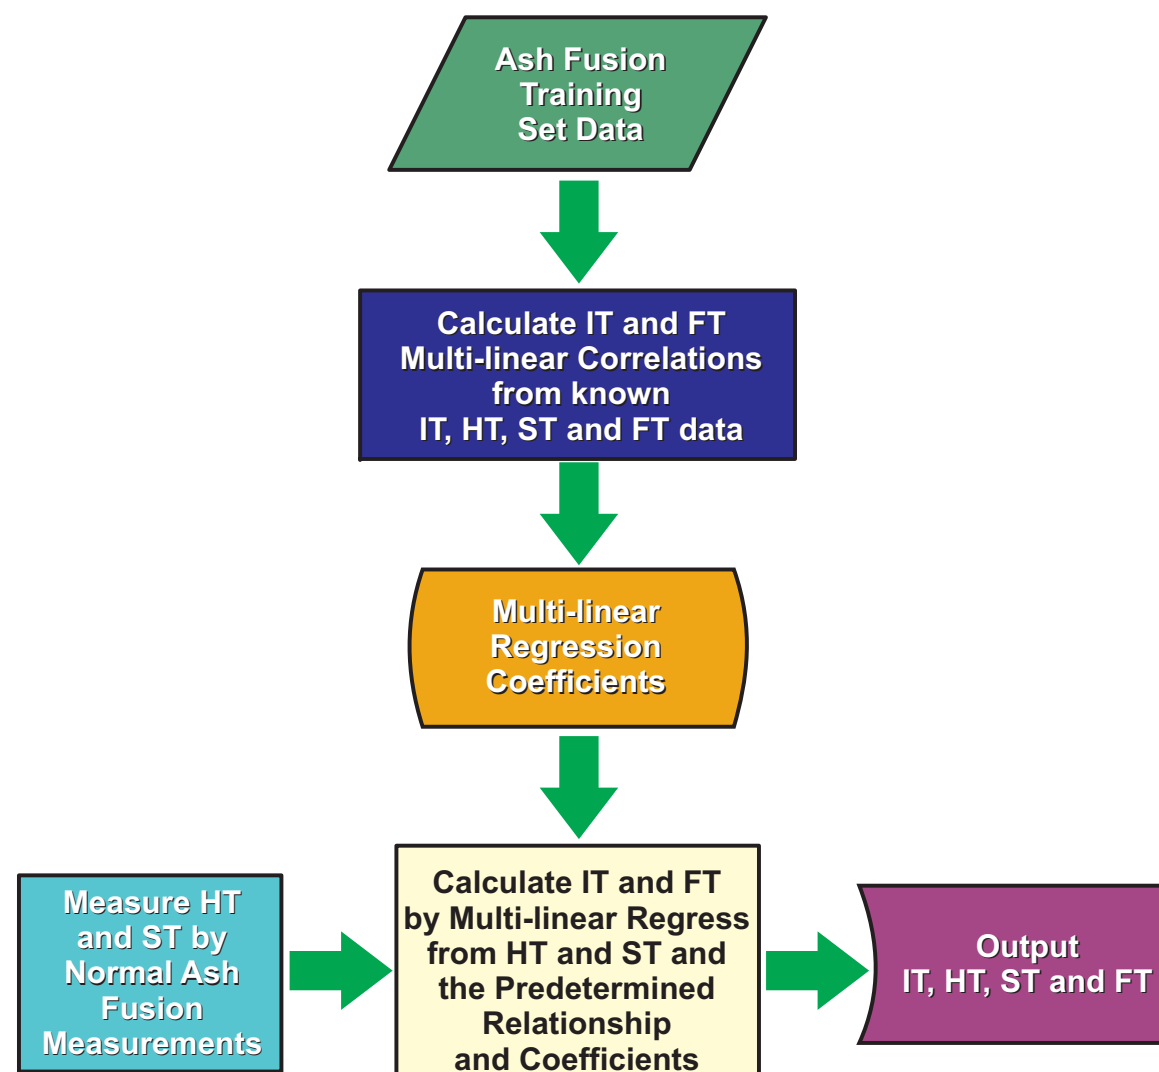 Ash Fusion
Training
Set Data
Calculate IT and FT
Multi-linear Correlations
from known
IT, HT, ST and FT data
Multi-linear
Regression
Coefficients
Measure HT
and ST by
Normal Ash
Fusion
Measurements
Calculate IT and FT
by Multi-linear Regress
from HT and ST and
the Predetermined
Relationship
and Coefficients
Output
IT, HT, ST and FT